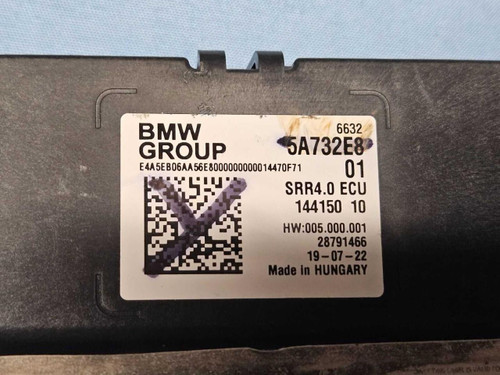 BMW
GROUP
6632
5A732E8
01
E4A5EB06AA56E8000000000014470F71
SRR4.0 ECU
144150 10
HW:005.000.001
28791466
19-07-22
Made in HUNGARY